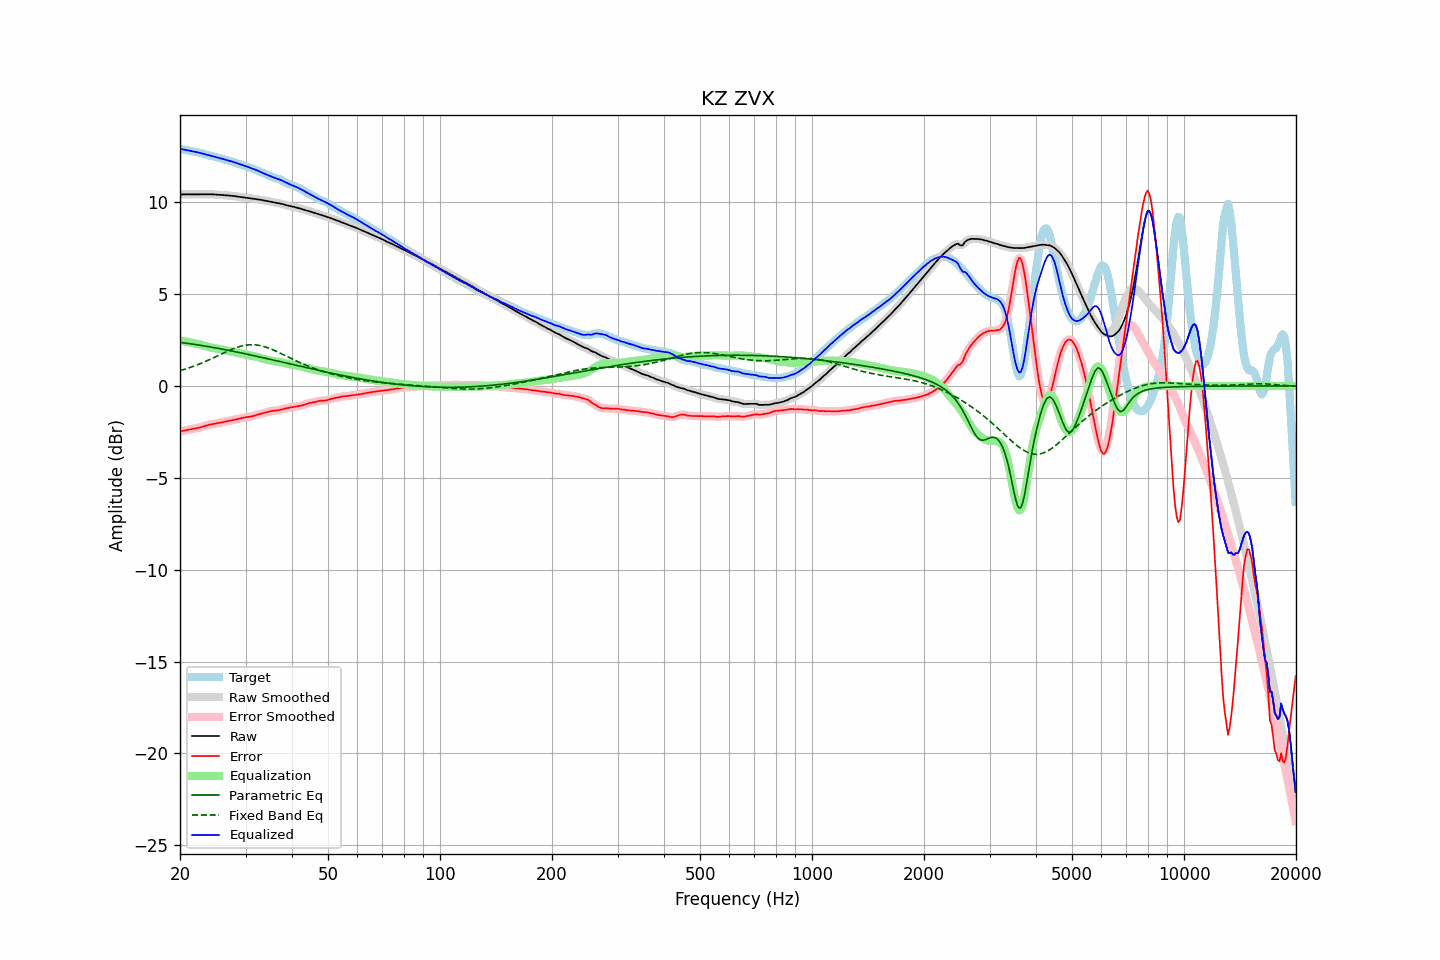 KZ ZVX
Amplitude (dBr)
10
5
0
−5
−10
−15
−20
−25
Target
Raw Smoothed
Error Smoothed
Raw
Error
Equalization
Parametric Eq
Fixed Band Eq
Equalized
20 50 100 200 500 1000 2000 5000 10000 20000
Frequency (Hz)